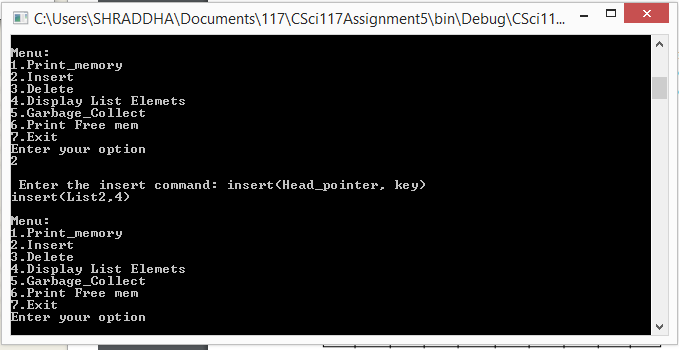 C:\Users\SHRADDHA\Documents\117\CSci117Assignment5\bin\Debug\CSci11...
Menu:
1.Print_memory
2.Insert
3.Delete
4.Display List Elemets
5.Garbage_Collect
6.Print Free mem
7.Exit
Enter your option
2
Enter the insert command: insert(Head_pointer, key)
insert(List2,4)
Menu:
1.Print_memory
2.Insert
3.Delete
4.Display List Elemets
5.Garbage_Collect
6.Print Free mem
7.Exit
Enter your option